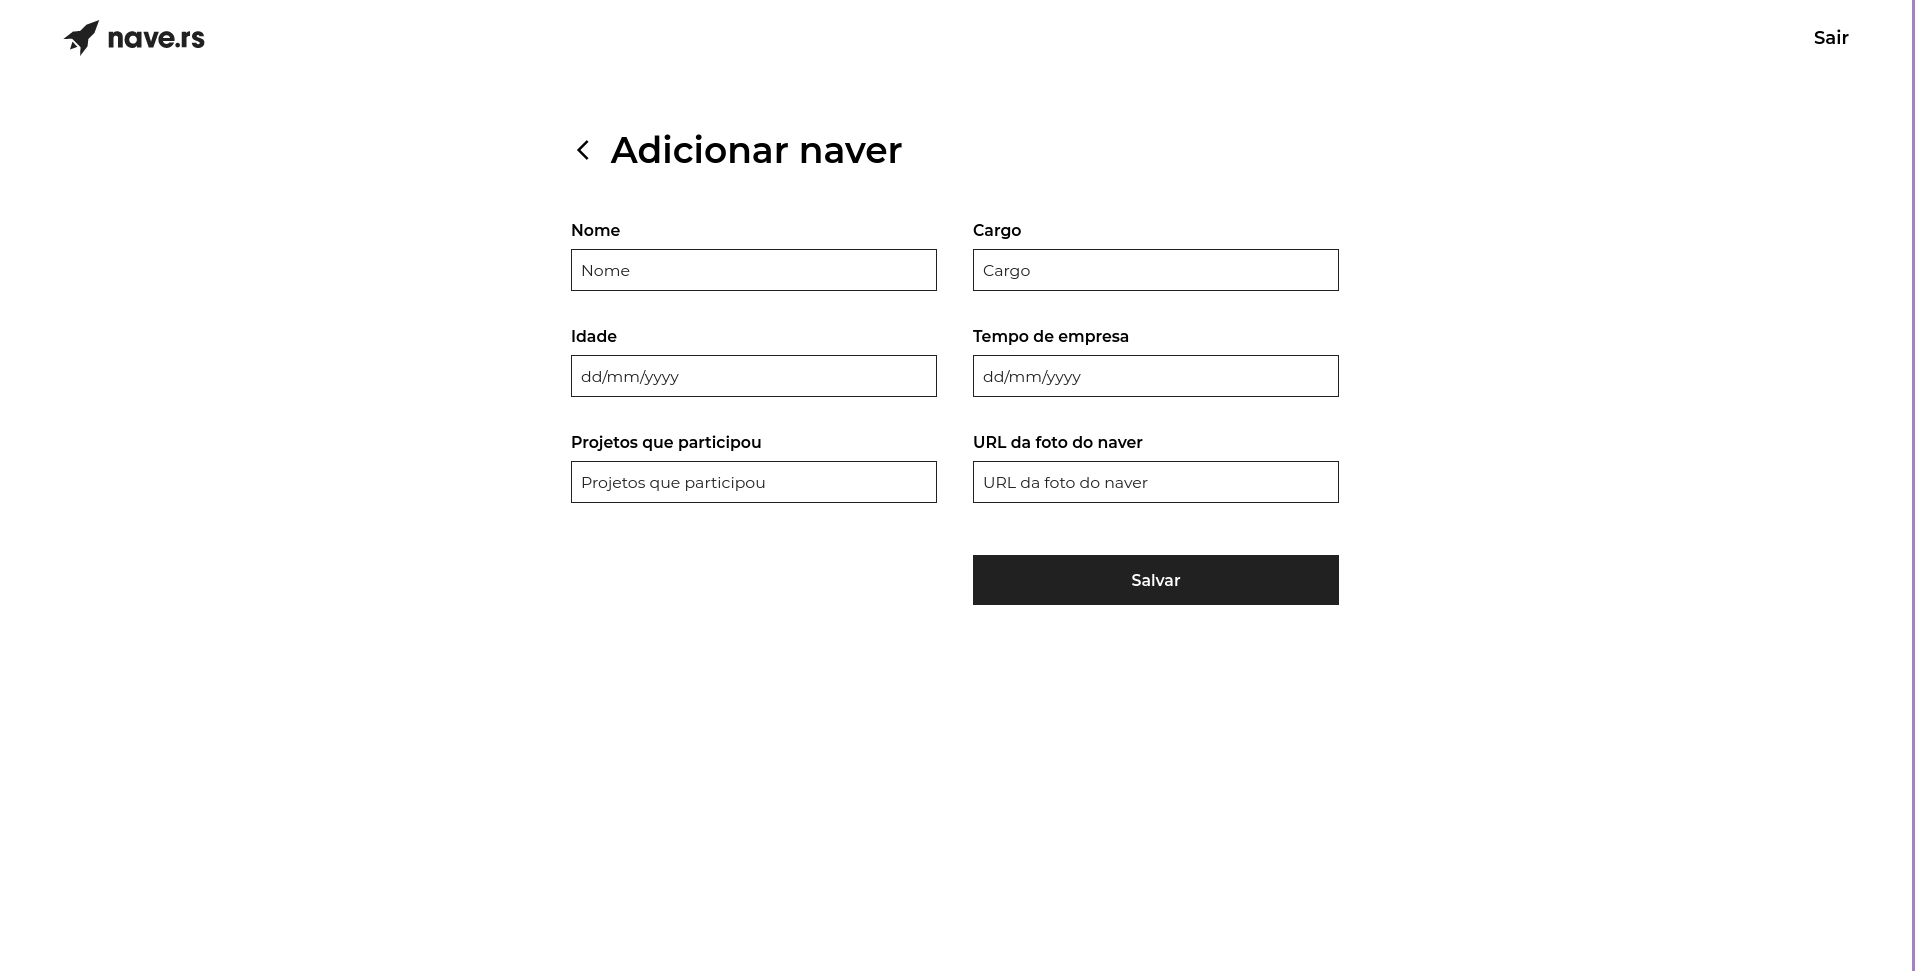 nave.rs
Sair
Adicionar naver
Nome
Cargo
Nome
Cargo
Idade
Tempo de empresa
dd/mm/yyyy
dd/mm/yyyy
Projetos que participou
URL da foto do naver
Projetos que participou
URL da foto do naver
Salvar